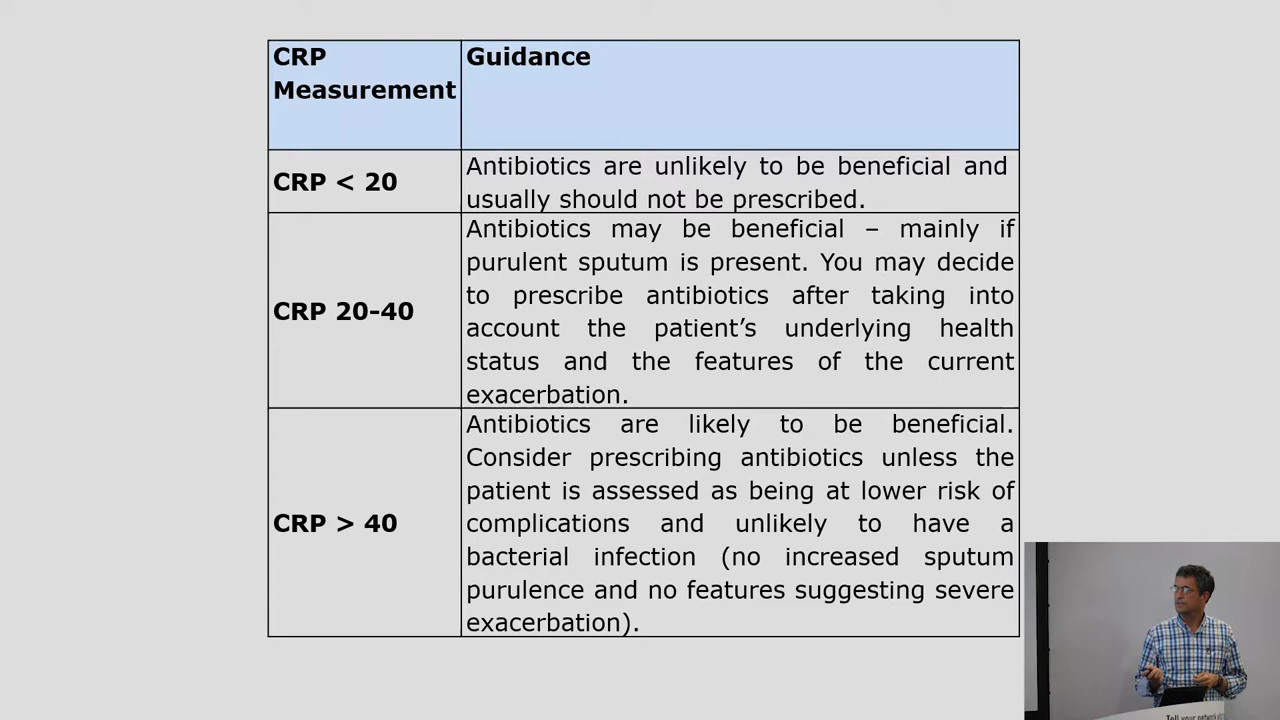 CRP
Measurement
Guidance
CRP < 20
Antibiotics are unlikely to be beneficial and
usually should not be prescribed.
CRP 20-40
Antibiotics may be beneficial – mainly if
purulent sputum is present. You may decide
to prescribe antibiotics after taking into
account the patient’s underlying health
status and the features of the current
exacerbation.
CRP > 40
Antibiotics are likely to be beneficial.
Consider prescribing antibiotics unless the
patient is assessed as being at lower risk of
complications and unlikely to have a
bacterial infection (no increased sputum
purulence and no features suggesting severe
exacerbation).
Tell your network